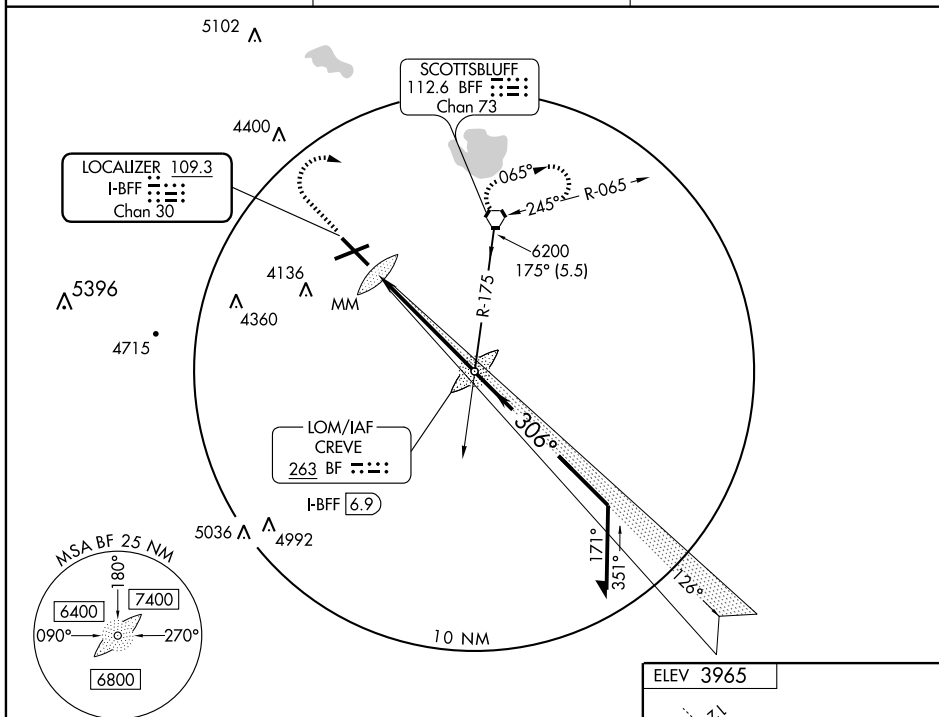 5102
SCOTTSBLUFF
112.6 BFF
Chan 73
4400
LOCALIZER 109.3
I-BFF
Chan 30
065°
245°
R-065
6200
175° (5.5)
R-175
4136
MM
5396
4360
4715
LOM/IAF
CREVE
263 BF
I-BFF 6.9
306°
171°
351°
126°
5036
4992
10 NM
MSA BF 25 NM
180°
6400
7400
090°
270°
6800
ELEV 3965
12